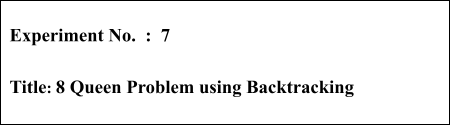 Experiment No. : 7
Title: 8 Queen Problem using Backtracking